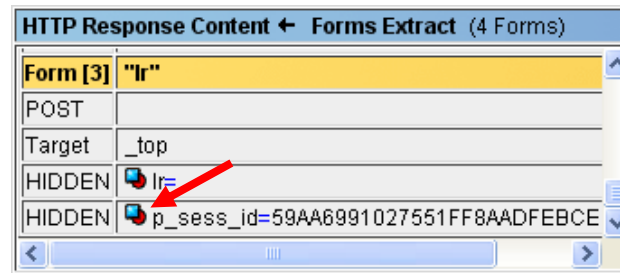 HTTP Response Content ← Forms Extract (4 Forms)
Form [3] "lr"
POST
Target _top
HIDDEN lr=
HIDDEN p_sess_id=59AA6991027551FF8AADFEBCE